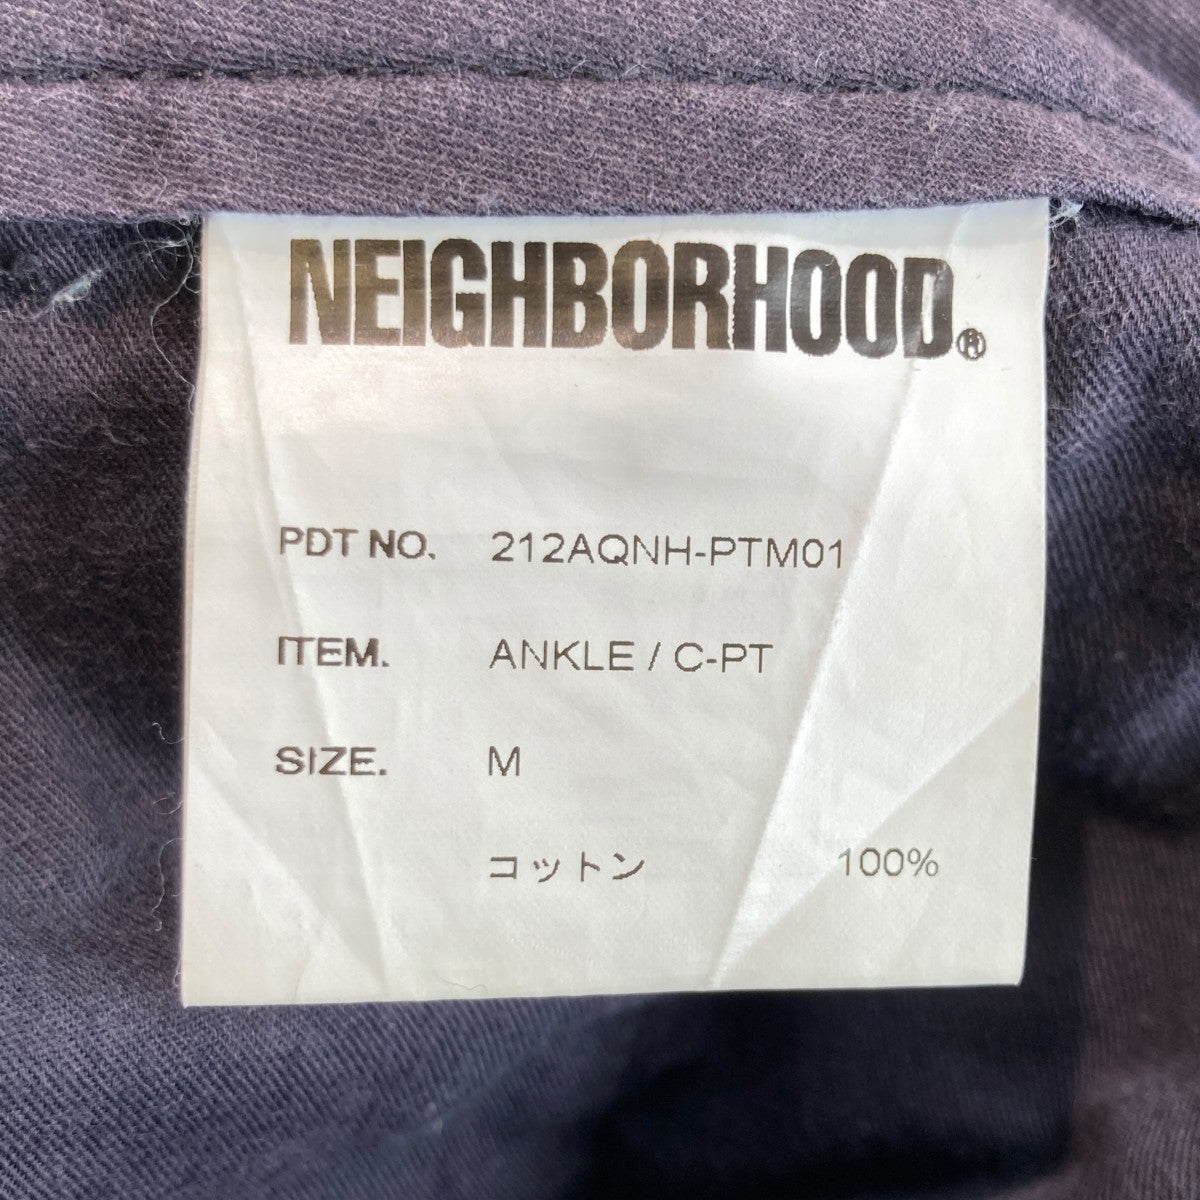 NEIGHBORHOOD®
PDT NO. 212AQNH-PTM01
ITEM. ANKLE / C-PT
SIZE. M
コットン 100%